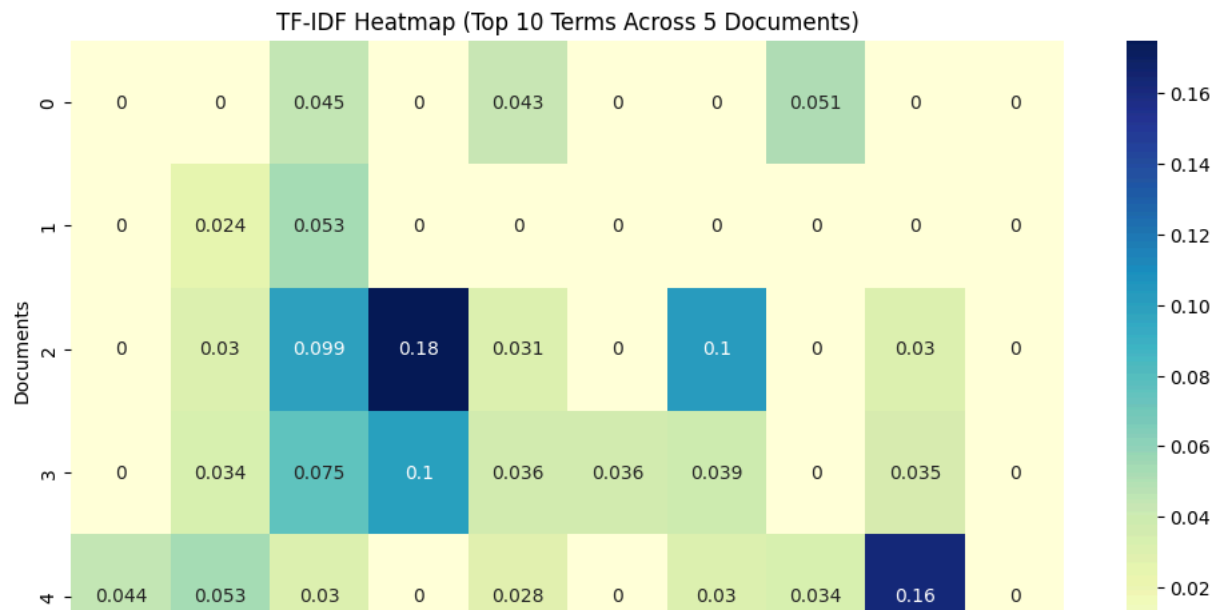 TF-IDF Heatmap (Top 10 Terms Across 5 Documents)
0 0 0 0.045 0 0.043 0 0 0.051 0 0
1 0 0.024 0.053 0 0 0 0 0 0 0
2 0 0.03 0.099 0.18 0.031 0 0.1 0 0.03 0
3 0 0.034 0.075 0.1 0.036 0.036 0.039 0 0.035 0
4 0.044 0.053 0.03 0 0.028 0 0.03 0.034 0.16 0
Documents
0.16
0.14
0.12
0.10
0.08
0.06
0.04
0.02